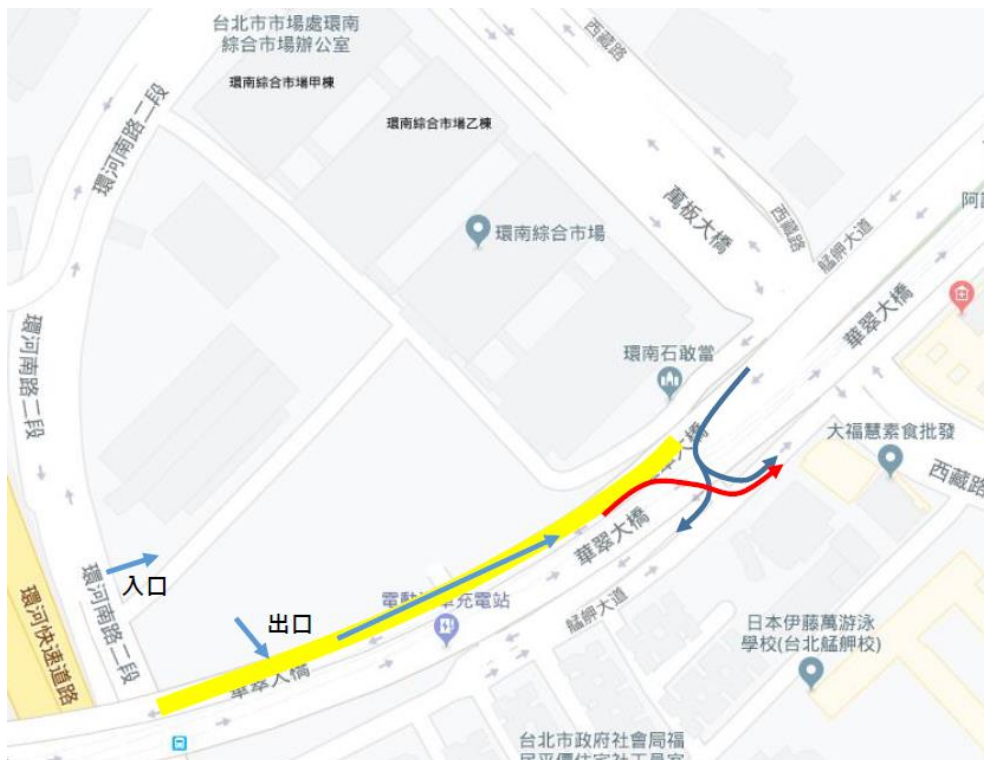 台北市市場處環南
綜合市場辦公室
環南綜合市場甲棟
環南綜合市場乙棟
西藏路
環河南路二段
萬板大橋
西藏路
艋舺大道
環南綜合市場
華翠大橋
環南石敢當
環河南路二段
大福慧素食批發
西藏路
華翠大橋
入口
環河南路二段
出口
艋舺大道
環河快速道路
日本伊藤萬游泳
學校(台北艋舺校)
華翠大橋
台北市政府社會局福